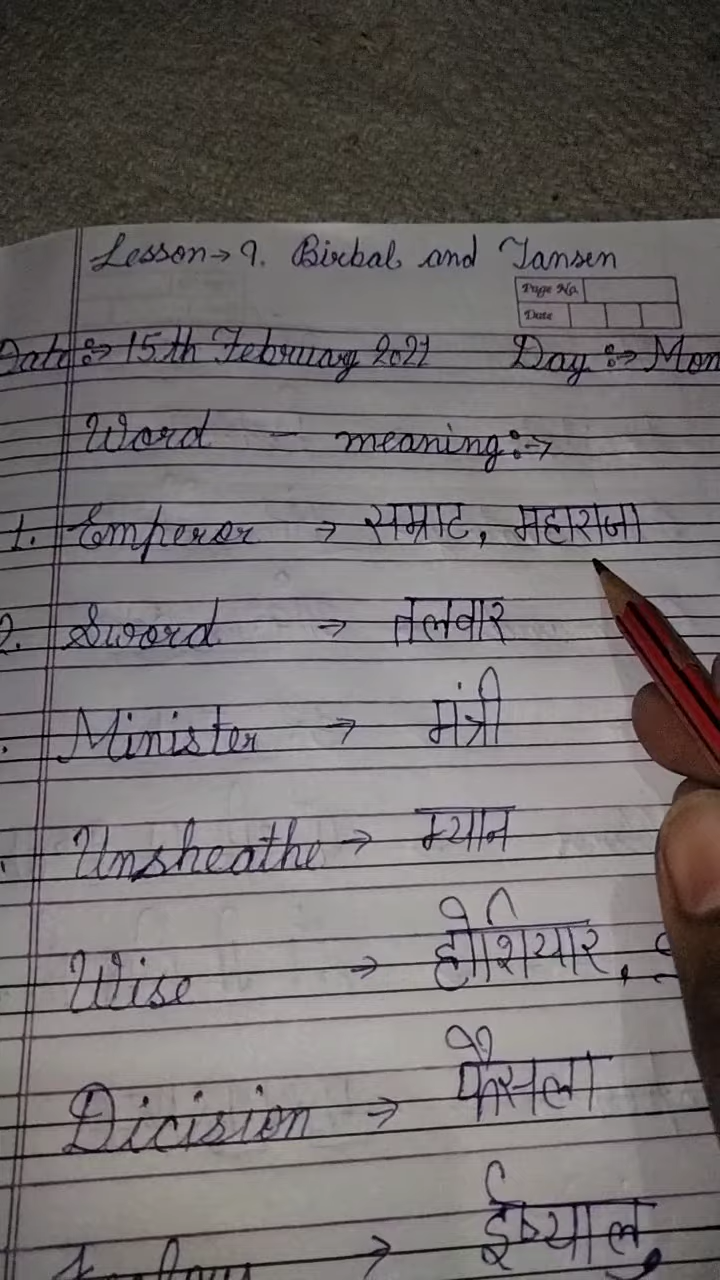 Lesson→ 9. Birbal and Tansen
Page No.
Date
Date :→ 15th February 2021 Day :→ Mon
Word - meaning :→
1. Emperor → सम्राट, महाराजा
2. Sword → तलवार
Minister → मंत्री
Unsheathe → म्यान
Wise → होशियार,
Dicision → फैसला
→ ईर्ष्यालु